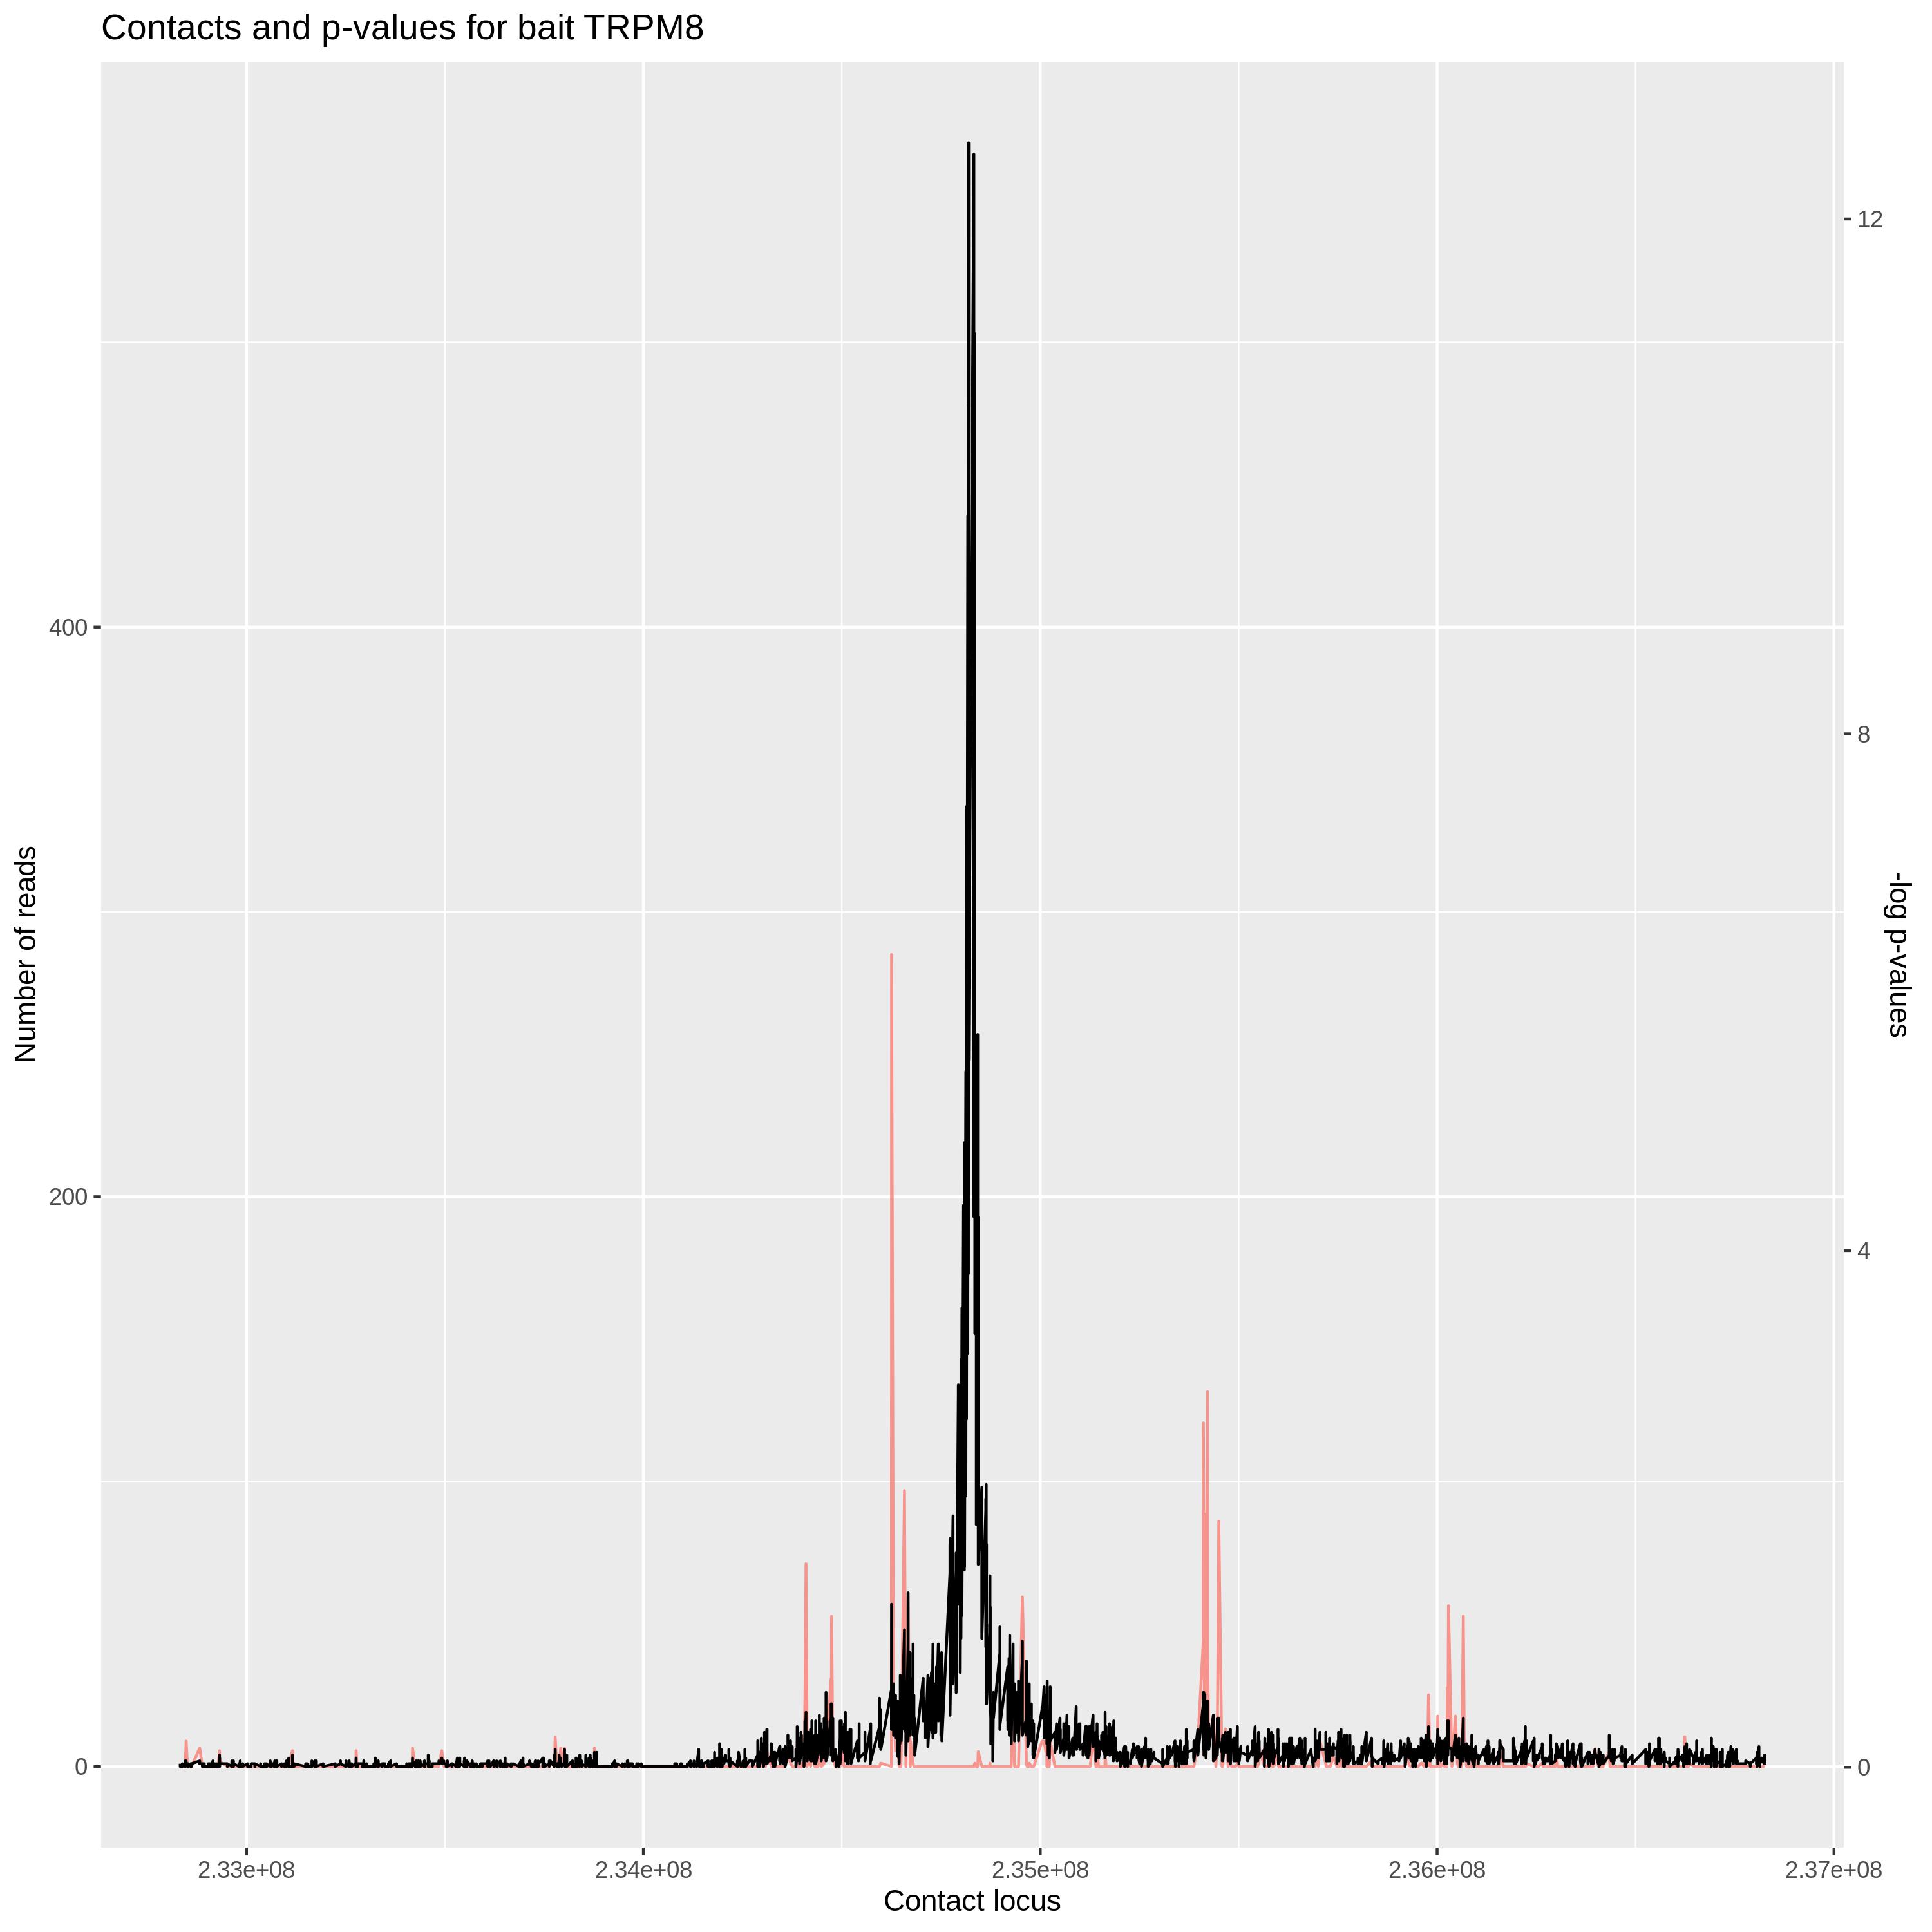 Contacts and p-values for bait TRPM8
Number of reads
400
200
0
12
8
4
0
-log p-values
2.33e+08
2.34e+08
2.35e+08
2.36e+08
2.37e+08
Contact locus